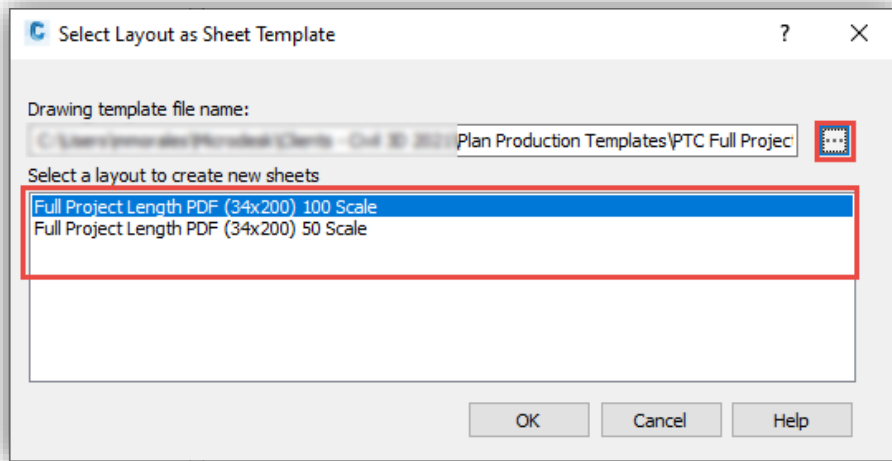 C Select Layout as Sheet Template ?
Drawing template file name:
Plan Production Templates\PTC Full Projec
...
Select a layout to create new sheets
Full Project Length PDF (34x200) 100 Scale
Full Project Length PDF (34x200) 50 Scale
OK Cancel Help